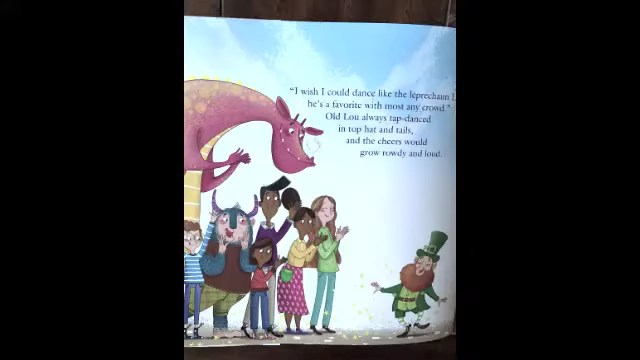 "I wish I could dance like the leprechaun
he's a favorite with most any crowd."
Old Lou always tap-danced
in top hat and tails,
and the cheers would
grow rowdy and loud.